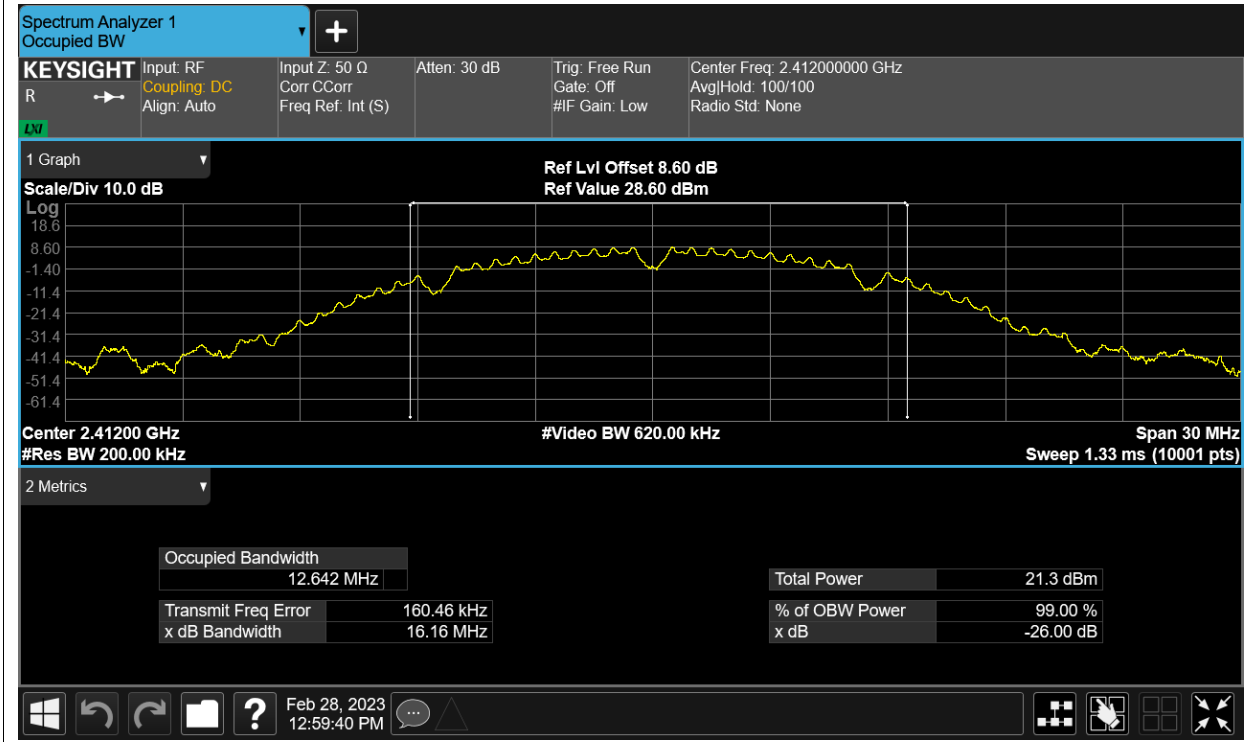 Spectrum Analyzer 1
Occupied BW
KEYSIGHT
R
LXI
Input: RF
Coupling: DC
Align: Auto
Input Z: 50 Ω
Corr CCorr
Freq Ref: Int (S)
Atten: 30 dB
Trig: Free Run
Gate: Off
#IF Gain: Low
Center Freq: 2.412000000 GHz
Avg|Hold: 100/100
Radio Std: None
1 Graph
Scale/Div 10.0 dB
Ref Lvl Offset 8.60 dB
Ref Value 28.60 dBm
Log
18.6
8.60
-1.40
-11.4
-21.4
-31.4
-41.4
-51.4
-61.4
Center 2.41200 GHz
#Res BW 200.00 kHz
#Video BW 620.00 kHz
Span 30 MHz
Sweep 1.33 ms (10001 pts)
2 Metrics
Occupied Bandwidth
12.642 MHz
Transmit Freq Error 160.46 kHz
x dB Bandwidth 16.16 MHz
Total Power 21.3 dBm
% of OBW Power 99.00 %
x dB -26.00 dB
?
Feb 28, 2023
12:59:40 PM